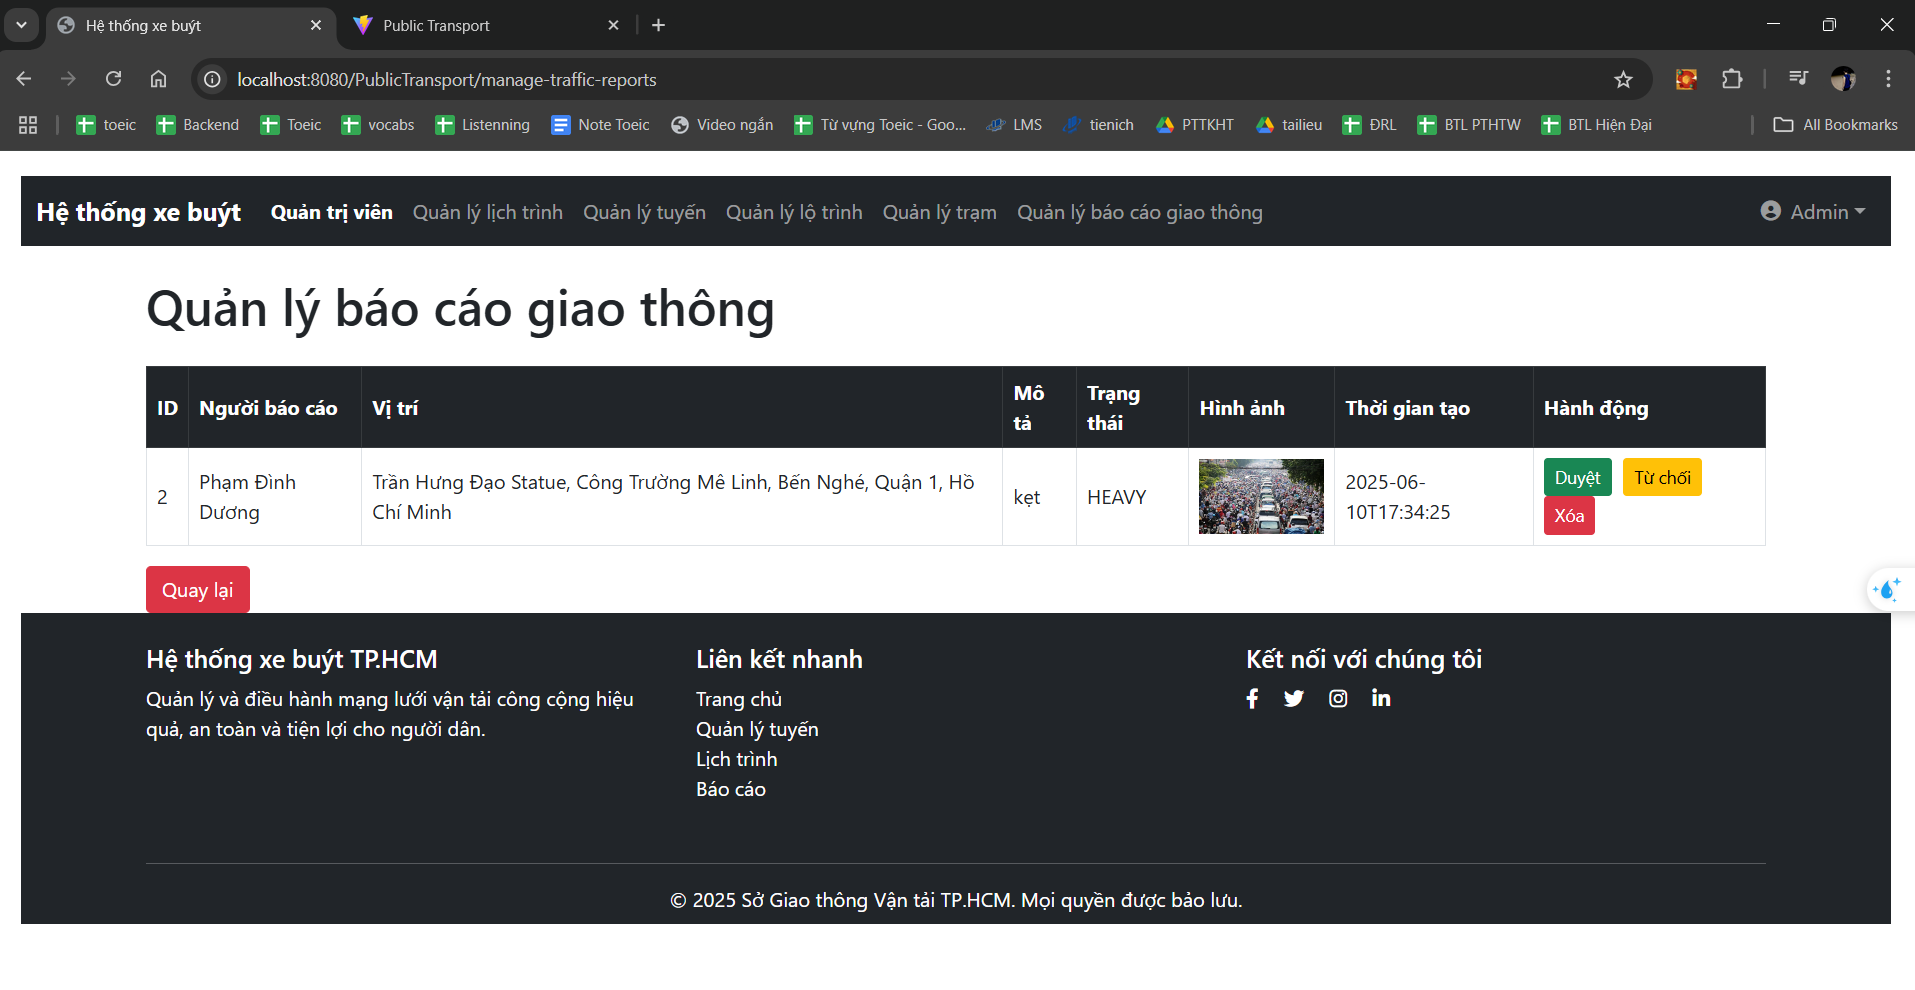 Hệ thống xe buýt
Public Transport
localhost:8080/PublicTransport/manage-traffic-reports
toeic Backend Toeic vocabs Listenning Note Toeic Video ngắn Từ vựng Toeic - Goo... LMS tienich PTTKHT tailieu ĐRL BTL PTHTW BTL Hiện Đại All Bookmarks
Hệ thống xe buýt Quản trị viên Quản lý lịch trình Quản lý tuyến Quản lý lộ trình Quản lý trạm Quản lý báo cáo giao thông Admin
Quản lý báo cáo giao thông
ID Người báo cáo Vị trí Mô tả Trạng thái Hình ảnh Thời gian tạo Hành động
2
Phạm Đình
Dương
Trần Hưng Đạo Statue, Công Trường Mê Linh, Bến Nghé, Quận 1, Hồ
Chí Minh
kẹt
HEAVY
2025-06-
10T17:34:25
Duyệt Từ chối
Xóa
Quay lại
Hệ thống xe buýt TP.HCM
Quản lý và điều hành mạng lưới vận tải công cộng hiệu
quả, an toàn và tiện lợi cho người dân.
Liên kết nhanh
Trang chủ
Quản lý tuyến
Lịch trình
Báo cáo
Kết nối với chúng tôi
© 2025 Sở Giao thông Vận tải TP.HCM. Mọi quyền được bảo lưu.